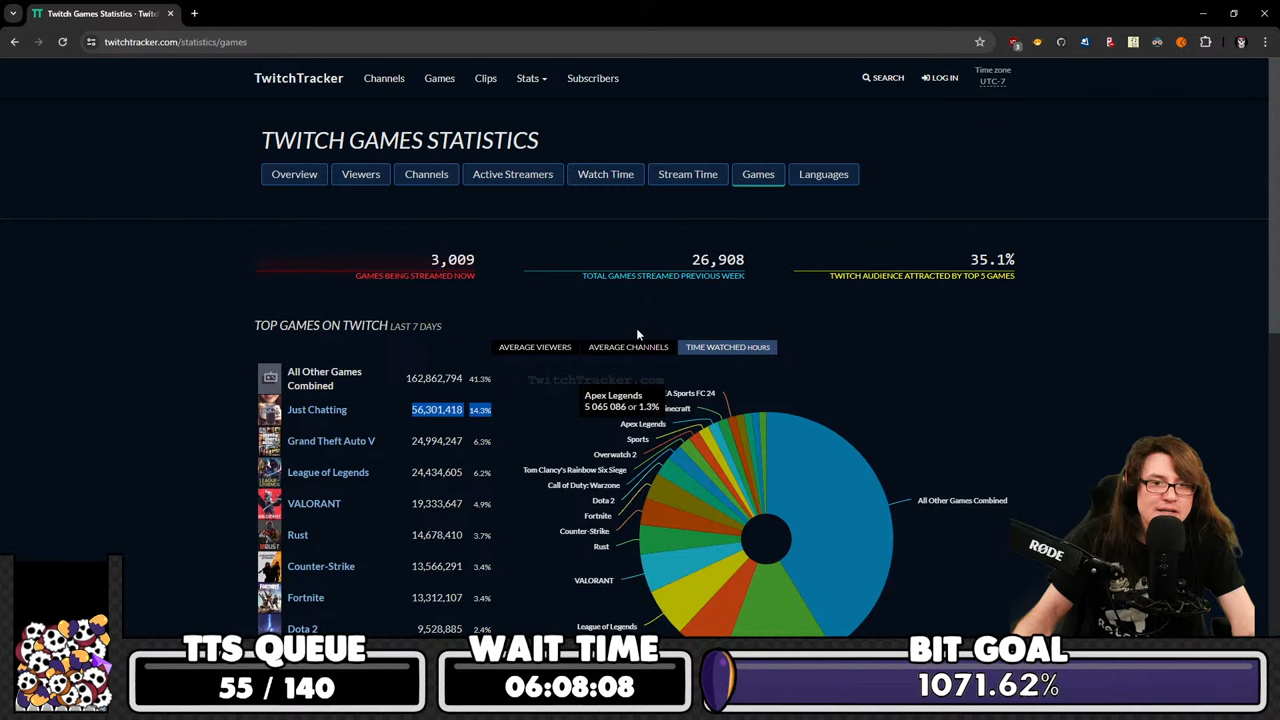 Twitch Games Statistics · Twitc
twitchtracker.com/statistics/games
3
TwitchTracker
Channels
Games
Clips
Stats
Subscribers
SEARCH
LOG IN
Time zone
UTC-7
TWITCH GAMES STATISTICS
Overview
Viewers
Channels
Active Streamers
Watch Time
Stream Time
Games
Languages
3,009
GAMES BEING STREAMED NOW
26,908
TOTAL GAMES STREAMED PREVIOUS WEEK
35.1%
TWITCH AUDIENCE ATTRACTED BY TOP 5 GAMES
TOP GAMES ON TWITCH LAST 7 DAYS
AVERAGE VIEWERS
AVERAGE CHANNELS
TIME WATCHED HOURS
All Other Games
Combined
162,862,794 41.3%
Just Chatting 56,301,418 14.3%
Grand Theft Auto V 24,994,247 6.3%
League of Legends 24,434,605 6.2%
VALORANT 19,333,647 4.9%
Rust 14,678,410 3.7%
Counter-Strike 13,566,291 3.4%
Fortnite 13,312,107 3.4%
Dota 2 9,528,885 2.4%
TwitchTracker.com
Apex Legends
5 065 086 or 1.3%
EA Sports FC 24
inecraft
Apex Legends
Sports
Overwatch 2
Tom Clancy's Rainbow Six Siege
Call of Duty: Warzone
Dota 2
Fortnite
Counter-Strike
Rust
VALORANT
League of Legends
All Other Games Combined
RØDE
TTS QUEUE
55 / 140
WAIT TIME
06:08:08
BIT GOAL
1071.62%